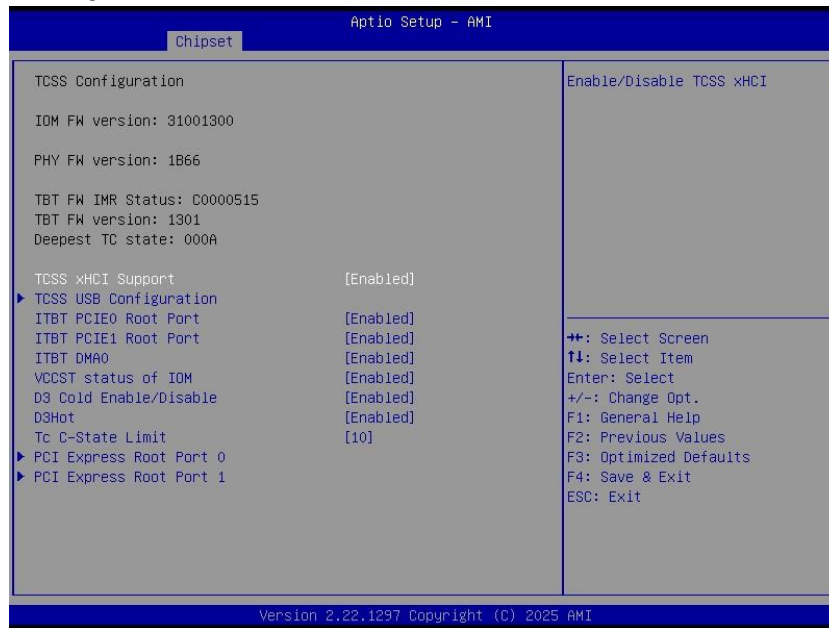 Aptio Setup - AMI
Chipset
TCSS Configuration
IOM FW version: 31001300
PHY FW version: 1B66
TBT FW IMR Status: C0000515
TBT FW version: 1301
Deepest TC state: 000A
TCSS xHCI Support [Enabled]
TCSS USB Configuration
ITBT PCIE0 Root Port [Enabled]
ITBT PCIE1 Root Port [Enabled]
ITBT DMA0 [Enabled]
VCCST status of IOM [Enabled]
D3 Cold Enable/Disable [Enabled]
D3Hot [Enabled]
Tc C-State Limit [10]
PCI Express Root Port 0
PCI Express Root Port 1
Enable/Disable TCSS xHCI
→←: Select Screen
↑↓: Select Item
Enter: Select
+/-: Change Opt.
F1: General Help
F2: Previous Values
F3: Optimized Defaults
F4: Save & Exit
ESC: Exit
Version 2.22.1297 Copyright (C) 2025 AMI